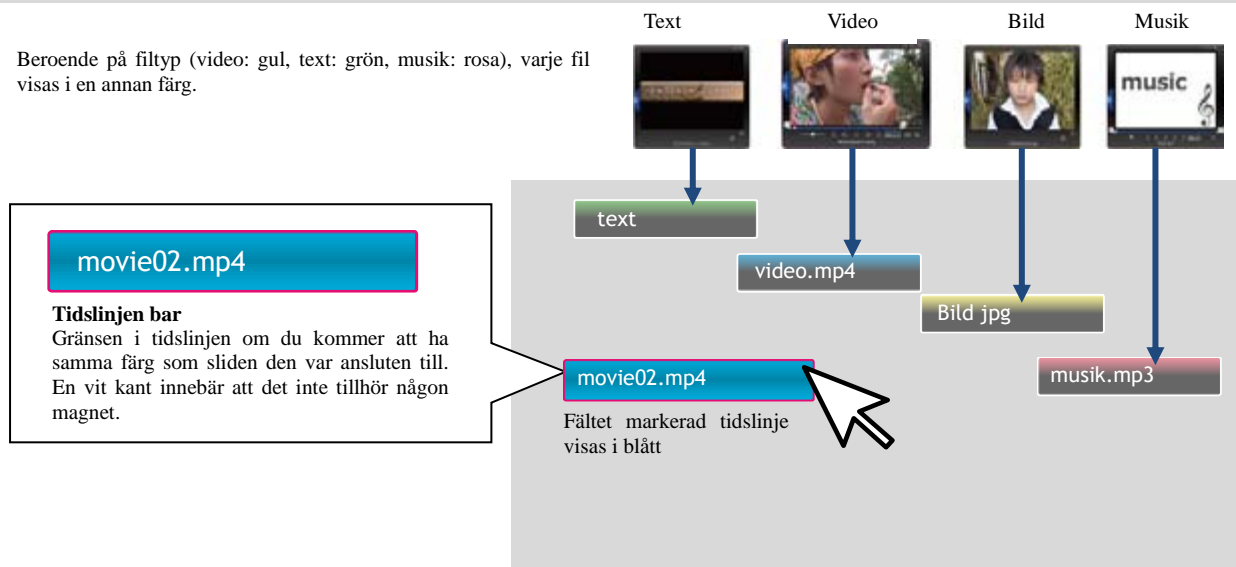 Text Video Bild Musik
Beroende på filtyp (video: gul, text: grön, musik: rosa), varje fil
visas i en annan färg.
music
text
video.mp4
Bild jpg
musik.mp3
movie02.mp4
Tidslinjen bar
Gränsen i tidslinjen om du kommer att ha
samma färg som sliden den var ansluten till.
En vit kant innebär att det inte tillhör någon
magnet.
movie02.mp4
Fältet markerad tidslinje
visas i blått